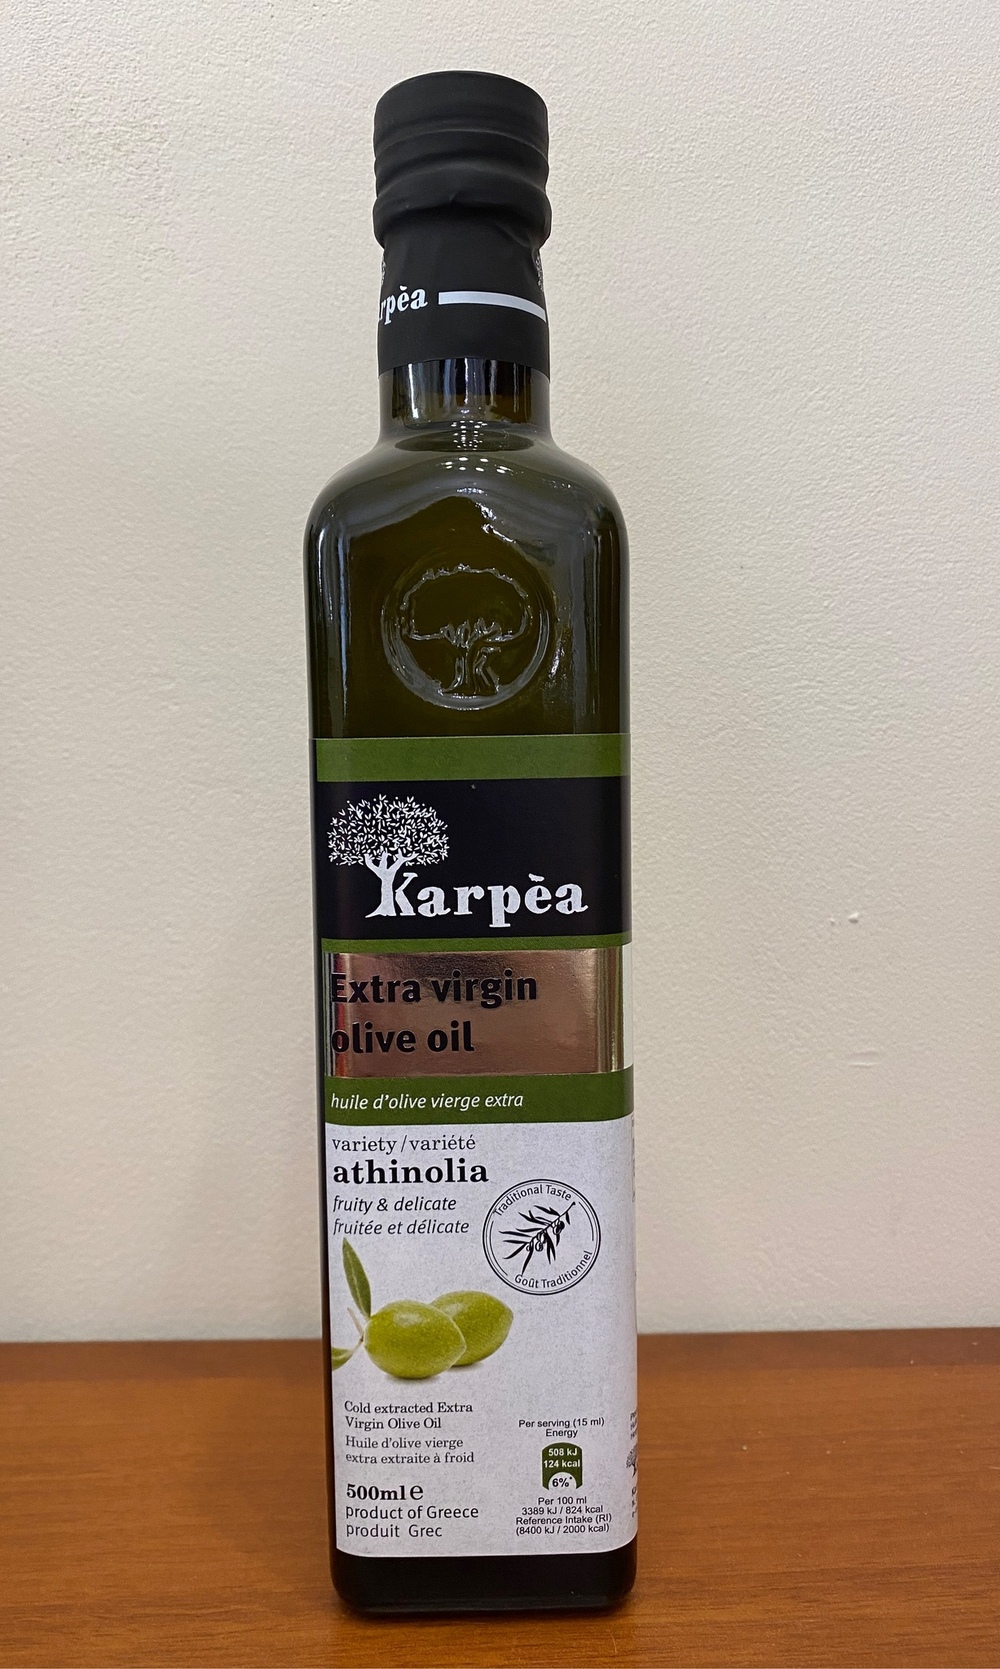 rpèa
Karpèa
Extra virgin
olive oil
huile d'olive vierge extra
variety / variété
athinolia
fruity & delicate
fruitée et délicate
Traditional Taste
Goût Traditionnel
Cold extracted Extra
Virgin Olive Oil
Huile d'olive vierge
extra extraite à froid
500ml e
product of Greece
produit Grec
Per serving (15 ml)
Energy
508 kJ
124 kcal
6%*
Per 100 ml
3389 kJ / 824 kcal
Reference Intake (RI)
(8400 kJ / 2000 kcal)